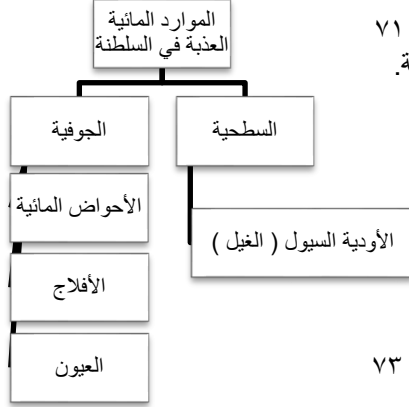 ٧١
ة.
الموارد المائية
العذبة في السلطنة
السطحية
الجوفية
الأودية السيول ( الغيل )
الأحواض المائية
الأفلاج
العيون
٧٣